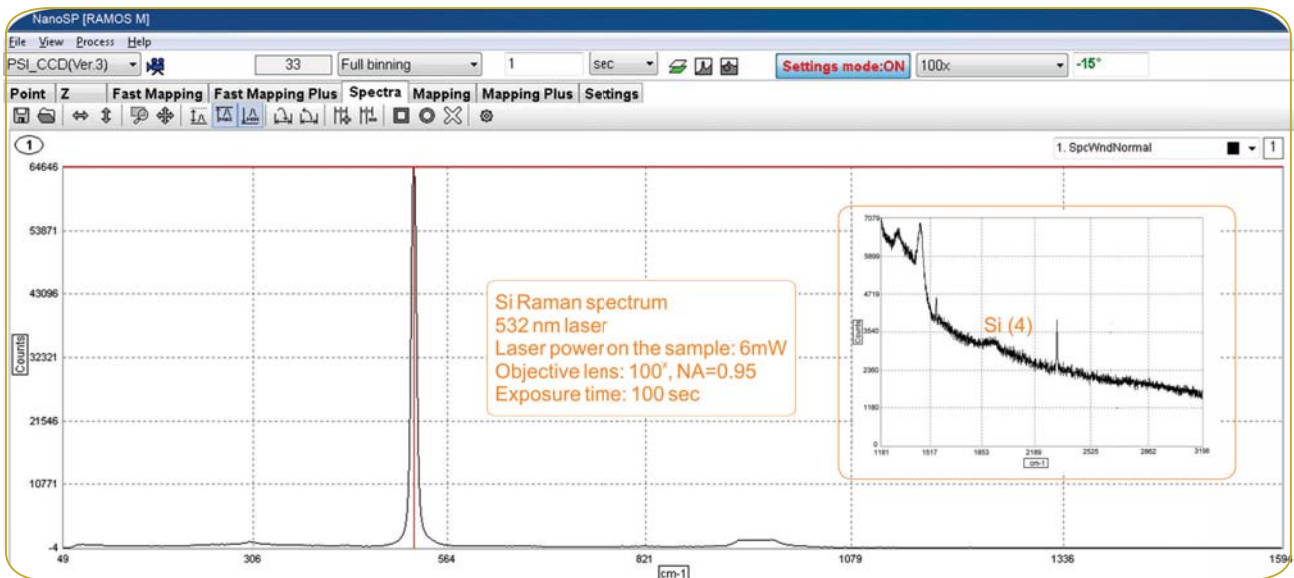 NanoSP [RAMOS M]
File View Process Help
PSI_CCD(Ver.3) 33 Full binning 1 sec Settings mode:ON 100x -15°
Point Z Fast Mapping Fast Mapping Plus Spectra Mapping Mapping Plus Settings
1
1. SpcWndNormal 1
64646
53871
43096
32321
21546
10771
-4
Counts
49 306 564 821 1079 1336 1594
cm-1
Si Raman spectrum
532 nm laser
Laser power on the sample: 6mW
Objective lens: 100ˣ, NA=0.95
Exposure time: 100 sec
7079
5899
4719
3540
2360
1180
0
Counts
Si (4)
1181 1517 1853 2189 2525 2862 3198
cm-1